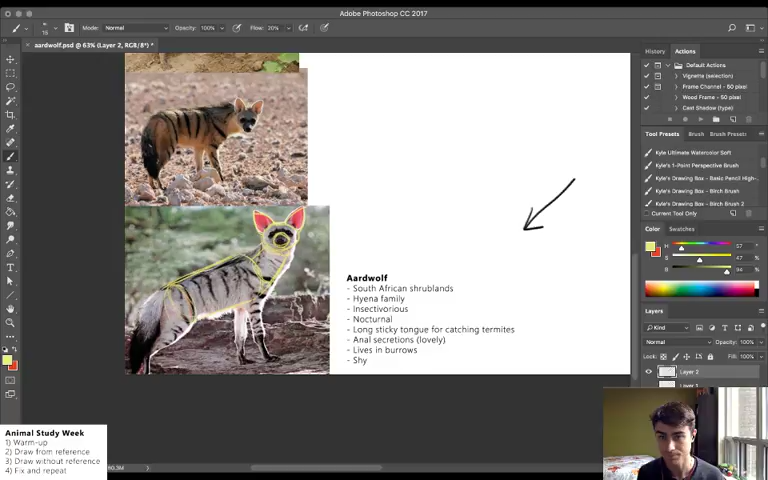 Adobe Photoshop CC 2017
Mode: Normal Opacity: 100% Flow: 30%
aardwolf.psd @ 63% (Layer 2, RGB/8*) *
History Actions
Default Actions
Vignette (selection)
Frame Channel - 50 pixel
Wood Frame - 50 pixel
Cast Shadow (type)
Tool Presets Brush Brush Presets
Kyle Ultimate Watercolor Soft
Kyle's 1-Point Perspective Brush
Kyle's Drawing Box - Basic Pencil High-...
Kyle's Drawing Box - Birch Brush
Kyle's Drawing Box - Birch Brush 2
Current Tool Only
Color Swatches
H 57 °
S 47 %
B 94 %
Layers
Kind
Normal Opacity: 100%
Lock: Fill: 100%
Layer 2
Aardwolf
- South African shrublands
- Hyena family
- Insectivorious
- Nocturnal
- Long sticky tongue for catching termites
- Anal secretions (lovely)
- Lives in burrows
- Shy
Animal Study Week
1) Warm-up
2) Draw from reference
3) Draw without reference
4) Fix and repeat